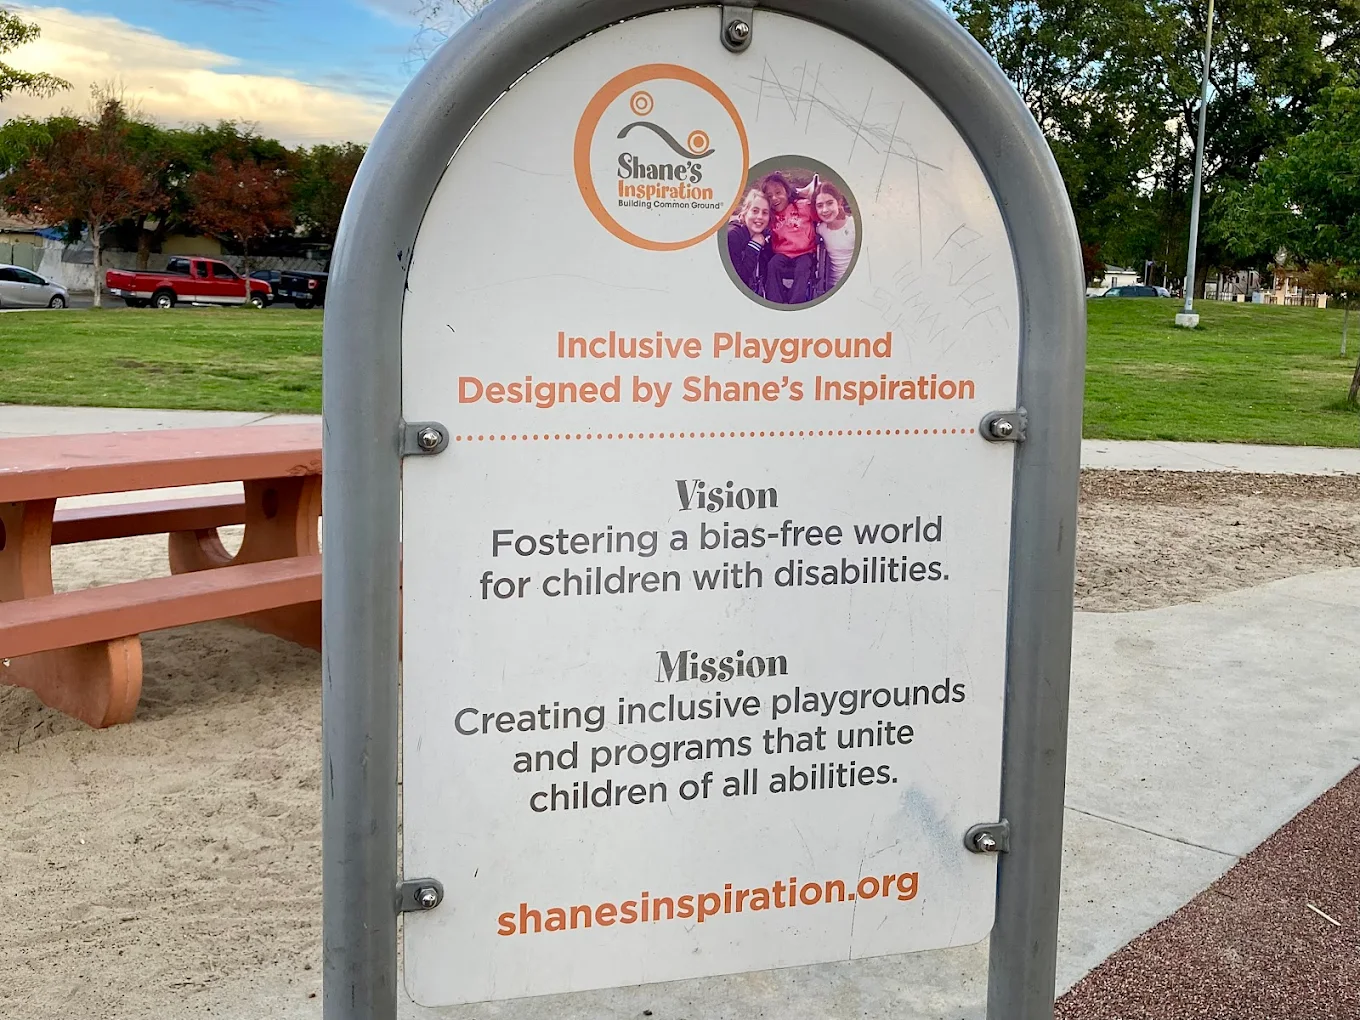 Shane's
Inspiration
Building Common Ground®
Inclusive Playground
Designed by Shane's Inspiration
Vision
Fostering a bias-free world
for children with disabilities.
Mission
Creating inclusive playgrounds
and programs that unite
children of all abilities.
shanesinspiration.org